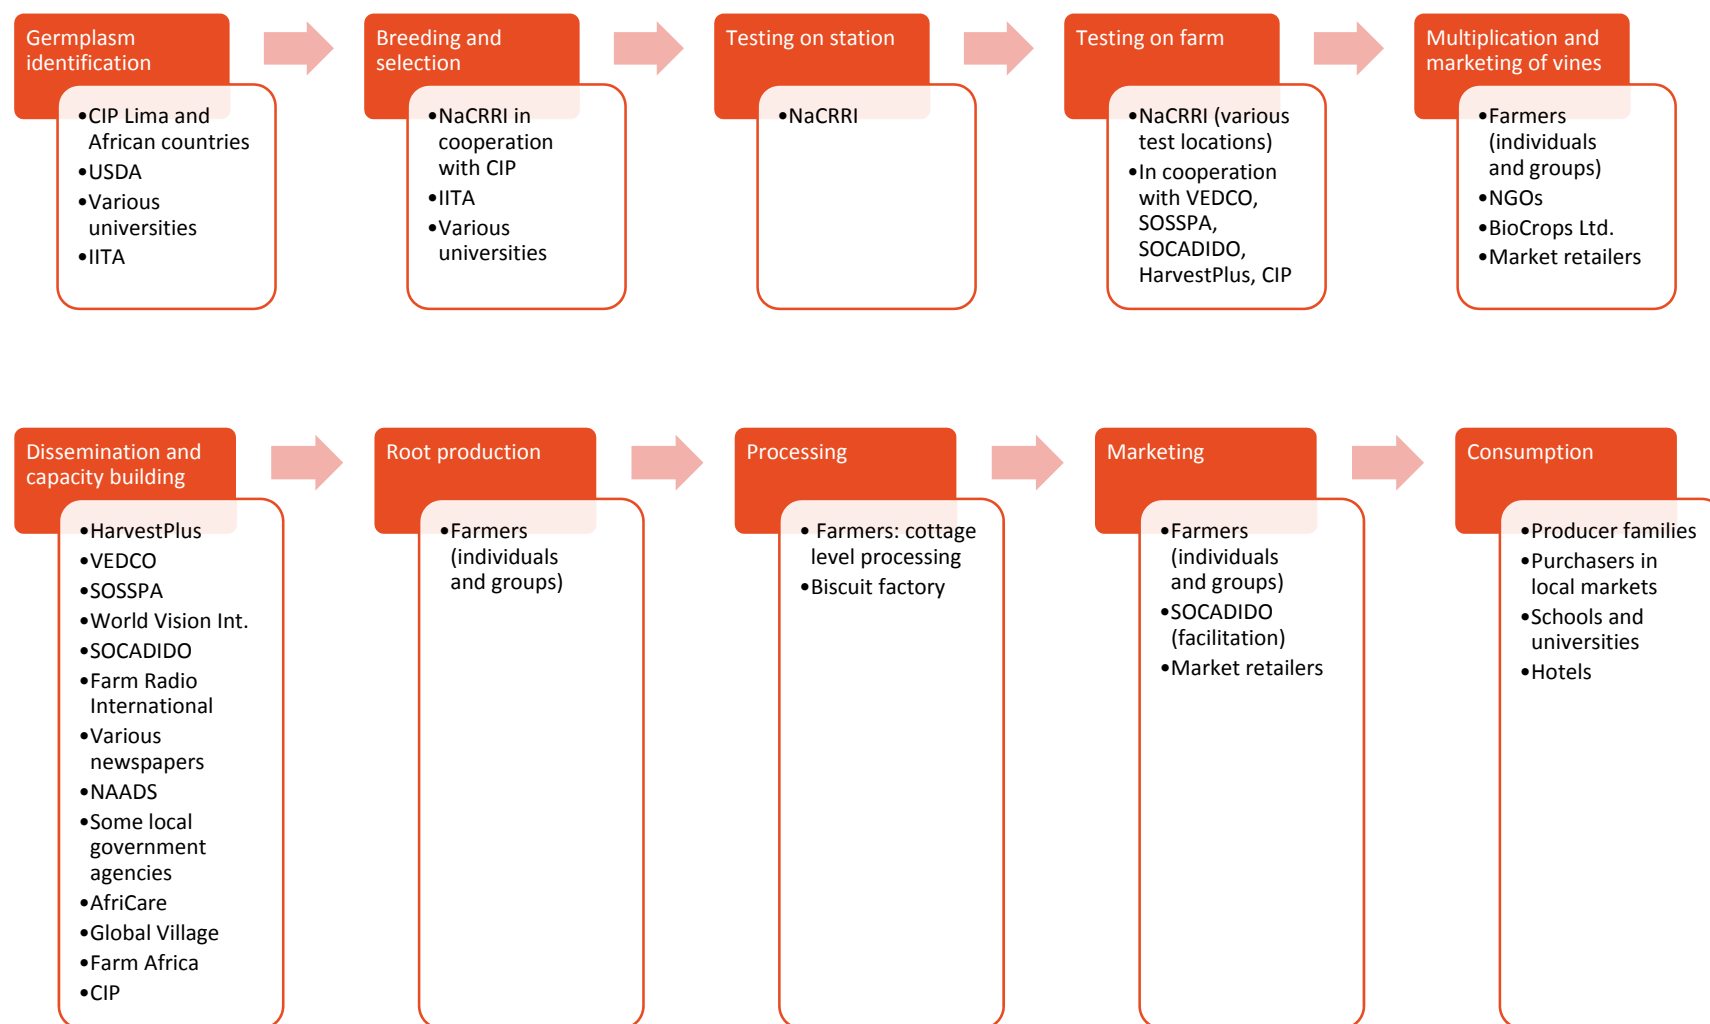 Germplasm
identification
•CIP Lima and
African countries
•USDA
•Various
universities
•IITA
Breeding and
selection
•NaCRRI in
cooperation
with CIP
•IITA
•Various
universities
Testing on station
•NaCRRI
Testing on farm
•NaCRRI (various
test locations)
•In cooperation
with VEDCO,
SOSSPA,
SOCADIDO,
HarvestPlus, CIP
Multiplication and
marketing of vines
•Farmers
(individuals
and groups)
•NGOs
•BioCrops Ltd.
•Market retailers
Dissemination and
capacity building
•HarvestPlus
•VEDCO
•SOSSPA
•World Vision Int.
•SOCADIDO
•Farm Radio
International
•Various
newspapers
•NAADS
•Some local
government
agencies
•AfriCare
•Global Village
•Farm Africa
•CIP
Root production
•Farmers
(individuals
and groups)
Processing
• Farmers: cottage
level processing
•Biscuit factory
Marketing
•Farmers
(individuals
and groups)
•SOCADIDO
(facilitation)
•Market retailers
Consumption
•Producer families
•Purchasers in
local markets
•Schools and
universities
•Hotels